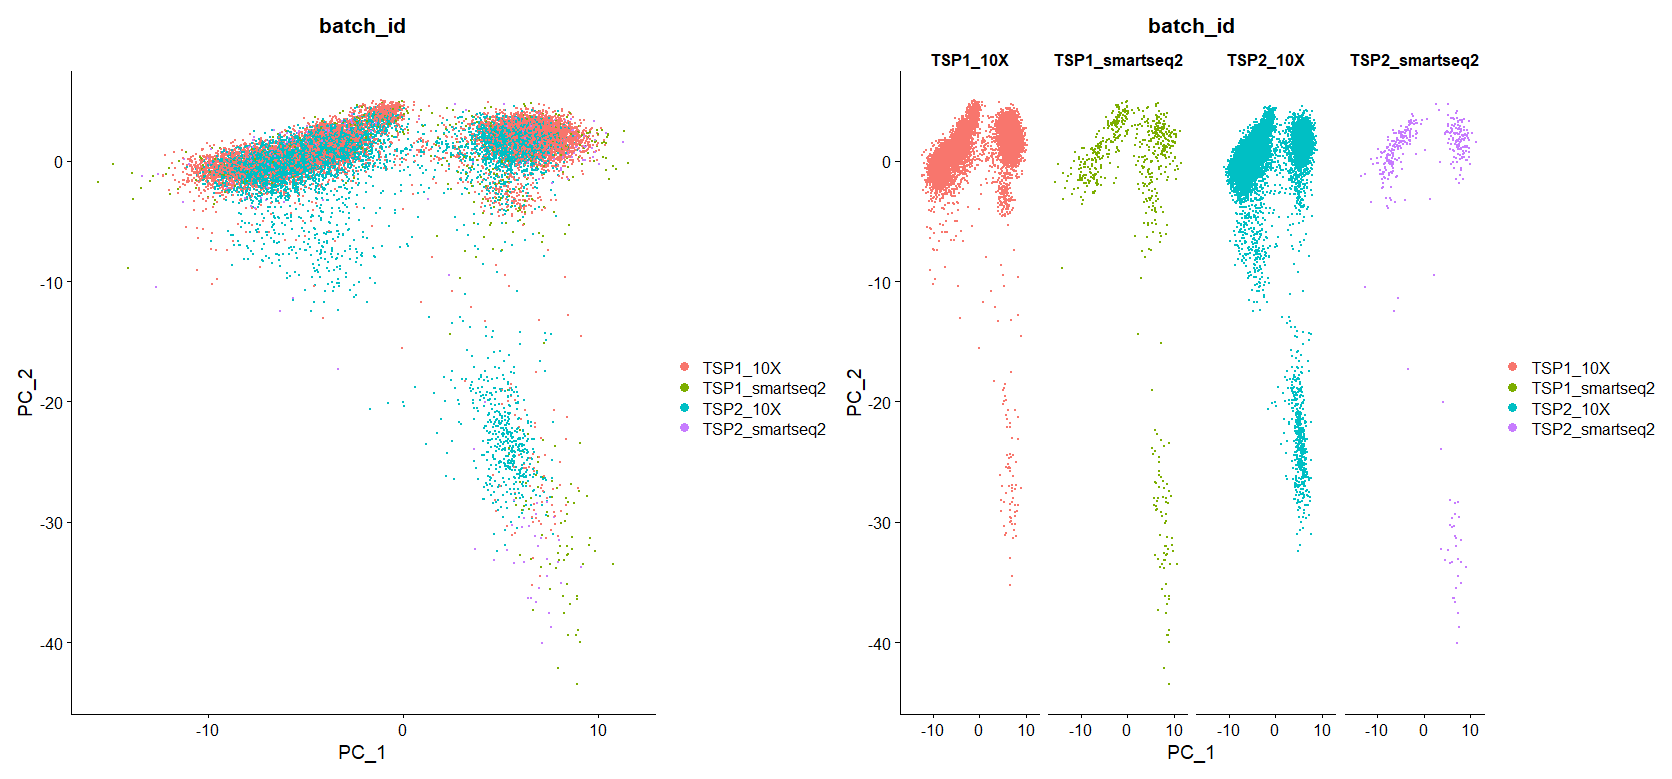 batch_id
0
-10
-20
-30
-40
PC_2
-10
0
10
PC_1
TSP1_10X
TSP1_smartseq2
TSP2_10X
TSP2_smartseq2
batch_id
TSP1_10X TSP1_smartseq2 TSP2_10X TSP2_smartseq2
0
-10
-20
-30
-40
PC_2
-10 0 10 -10 0 10 -10 0 10 -10 0 10
PC_1
TSP1_10X
TSP1_smartseq2
TSP2_10X
TSP2_smartseq2